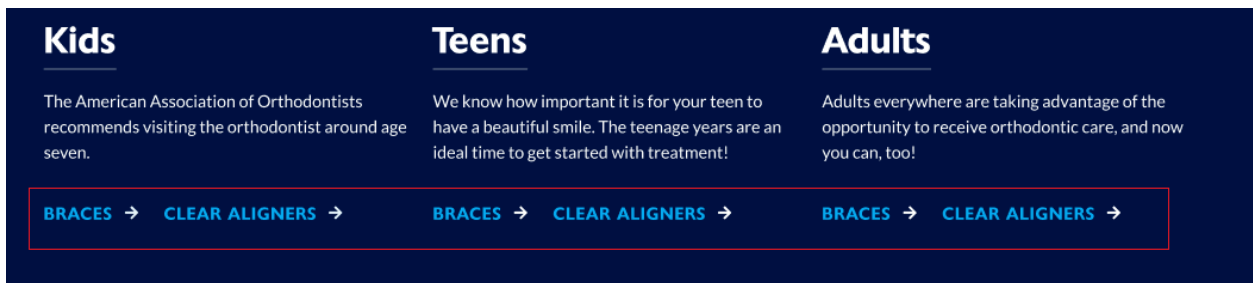 Kids
The American Association of Orthodontists
recommends visiting the orthodontist around age
seven.
BRACES → CLEAR ALIGNERS →
Teens
We know how important it is for your teen to
have a beautiful smile. The teenage years are an
ideal time to get started with treatment!
BRACES → CLEAR ALIGNERS →
Adults
Adults everywhere are taking advantage of the
opportunity to receive orthodontic care, and now
you can, too!
BRACES → CLEAR ALIGNERS →